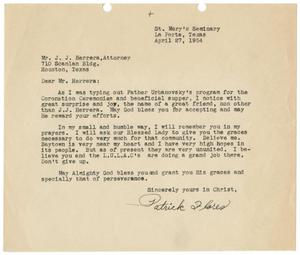 St. Mary's Seminary
La Porte, Texas
April 27, 1954
Mr. J. J. Herrera, Attorney
710 Scanlan Bldg.
Houston, Texas
Dear Mr. Herrera:
As I was typing out Father Urbanovsky's program for the
Coronation Ceremonies and beneficial supper, I notice with
great surprise and joy, the name of a great friend, non other
than J.J. Herrera. May God bless you and accept and may
He reward your efforts.
In my small and humble way, I will remember you in my
prayers. I will ask our Blessed Lady to give you the graces
necessary to do very much for that community. Believe me,
Baytown is very near my heart and I have very high hopes in
its people. But as of present they are very ununited. I be-
lieve you and the L.U.L.A.C's are doing a grand job there.
Don't give up.
May Almighty God bless you and grant you His graces and
specially that of perseverance.
Sincerely yours in Christ,
Patrick Flores